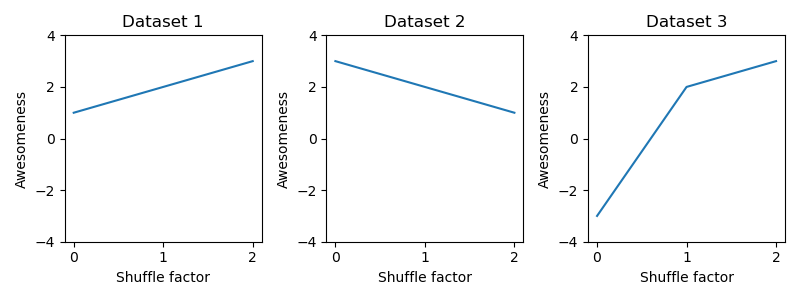 Dataset 1
4
2
0
−2
−4
Awesomeness
0 1 2
Shuffle factor
Dataset 2
4
2
0
−2
−4
Awesomeness
0 1 2
Shuffle factor
Dataset 3
4
2
0
−2
−4
Awesomeness
0 1 2
Shuffle factor